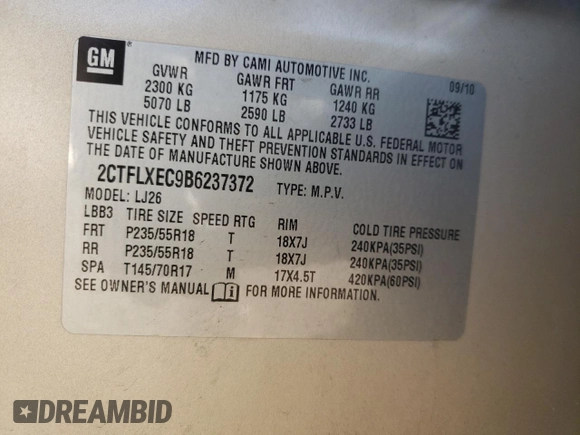 GM
MFD BY CAMI AUTOMOTIVE INC.
GVWR GAWR FRT GAWR RR 09/10
2300 KG 1175 KG 1240 KG
5070 LB 2590 LB 2733 LB
THIS VEHICLE CONFORMS TO ALL APPLICABLE U.S. FEDERAL MOTOR
VEHICLE SAFETY AND THEFT PREVENTION STANDARDS IN EFFECT ON
THE DATE OF MANUFACTURE SHOWN ABOVE.
2CTFLXEC9B6237372 TYPE: M.P.V.
MODEL: LJ26
LBB3 TIRE SIZE SPEED RTG RIM COLD TIRE PRESSURE
FRT P235/55R18 T 18X7J 240KPA(35PSI)
RR P235/55R18 T 18X7J 240KPA(35PSI)
SPA T145/70R17 M 17X4.5T 420KPA(60PSI)
SEE OWNER'S MANUAL i FOR MORE INFORMATION.
DREAMBID